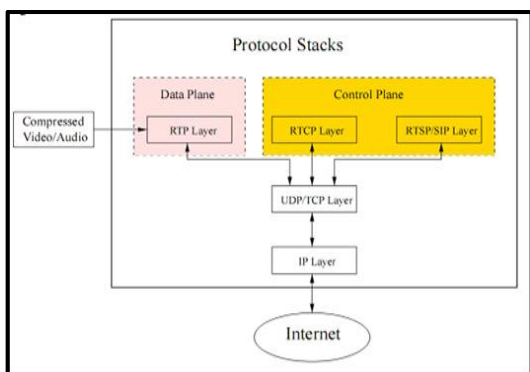 Protocol Stacks
Data Plane
Control Plane
Compressed
Video/Audio
RTP Layer
RTCP Layer
RTSP/SIP Layer
UDP/TCP Layer
IP Layer
Internet